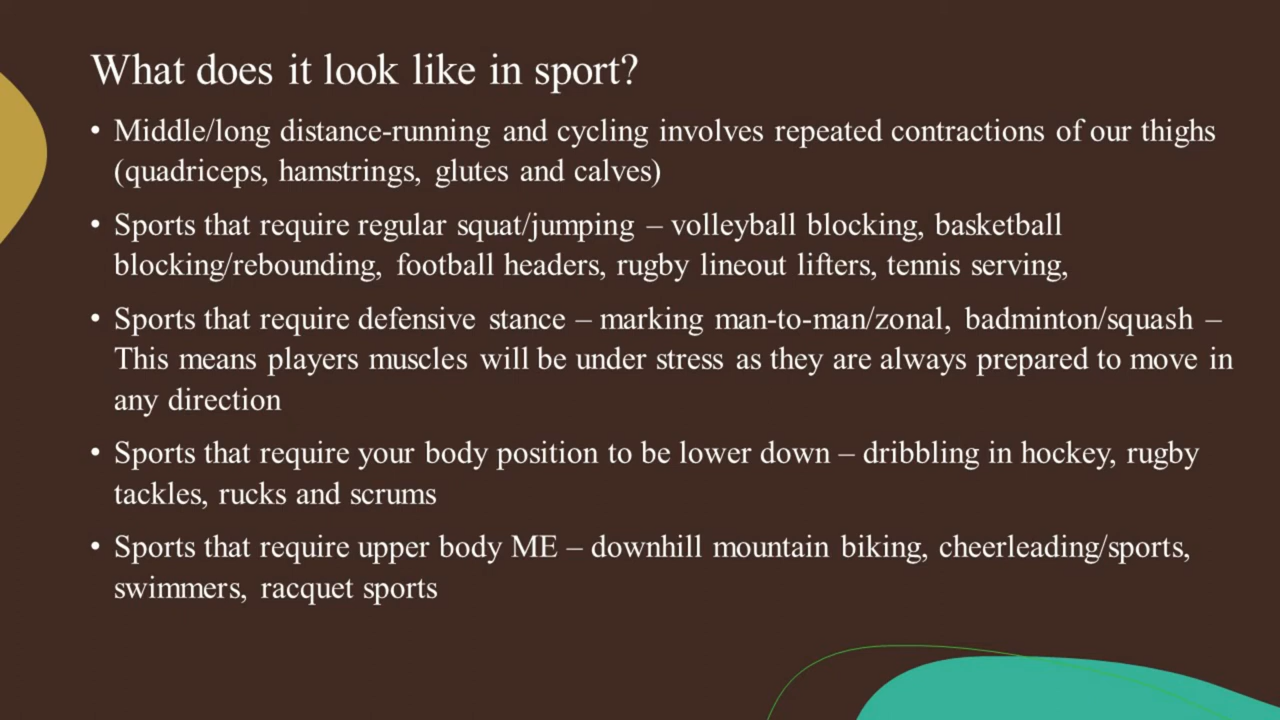 What does it look like in sport?
• Middle/long distance-running and cycling involves repeated contractions of our thighs
(quadriceps, hamstrings, glutes and calves)
• Sports that require regular squat/jumping – volleyball blocking, basketball
blocking/rebounding, football headers, rugby lineout lifters, tennis serving,
• Sports that require defensive stance – marking man-to-man/zonal, badminton/squash –
This means players muscles will be under stress as they are always prepared to move in
any direction
• Sports that require your body position to be lower down – dribbling in hockey, rugby
tackles, rucks and scrums
• Sports that require upper body ME – downhill mountain biking, cheerleading/sports,
swimmers, racquet sports